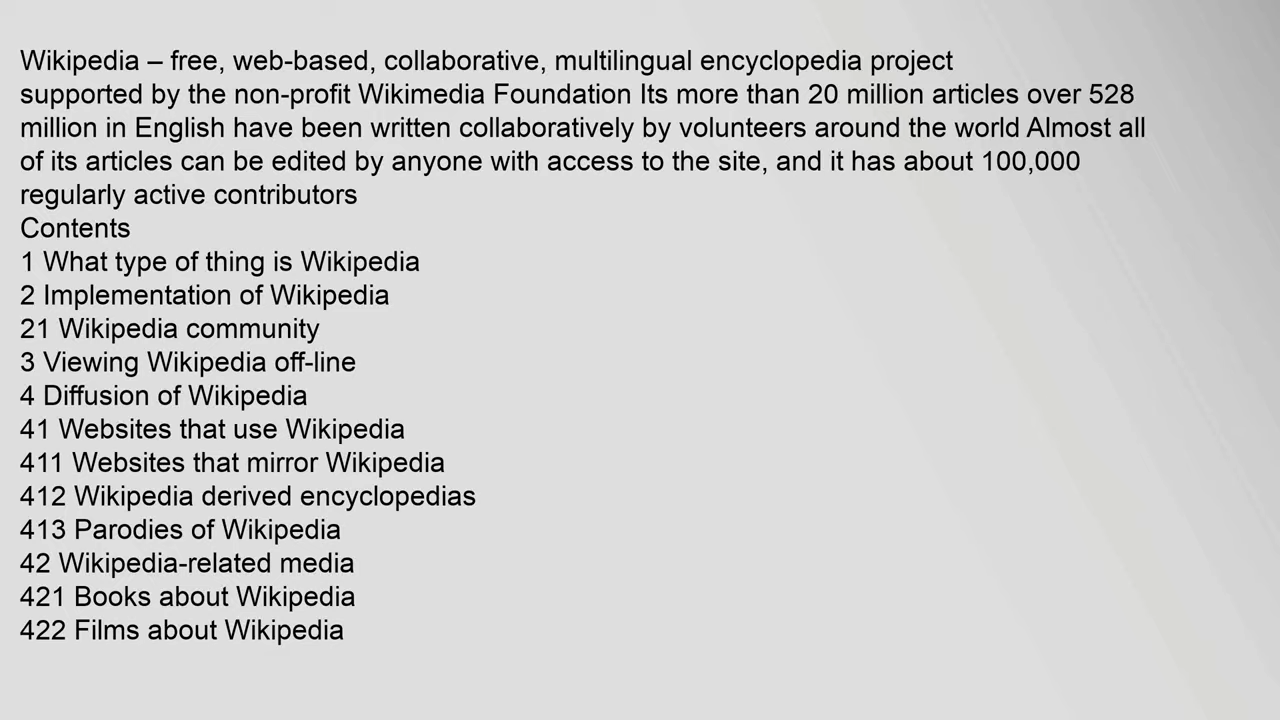 Wikipedia – free, web-based, collaborative, multilingual encyclopedia project
supported by the non-profit Wikimedia Foundation Its more than 20 million articles over 528
million in English have been written collaboratively by volunteers around the world Almost all
of its articles can be edited by anyone with access to the site, and it has about 100,000
regularly active contributors
Contents
1 What type of thing is Wikipedia
2 Implementation of Wikipedia
21 Wikipedia community
3 Viewing Wikipedia off-line
4 Diffusion of Wikipedia
41 Websites that use Wikipedia
411 Websites that mirror Wikipedia
412 Wikipedia derived encyclopedias
413 Parodies of Wikipedia
42 Wikipedia-related media
421 Books about Wikipedia
422 Films about Wikipedia